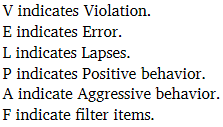 V indicates Violation.
E indicates Error.
L indicates Lapses.
P indicates Positive behavior.
A indicate Aggressive behavior.
F indicate filter items.